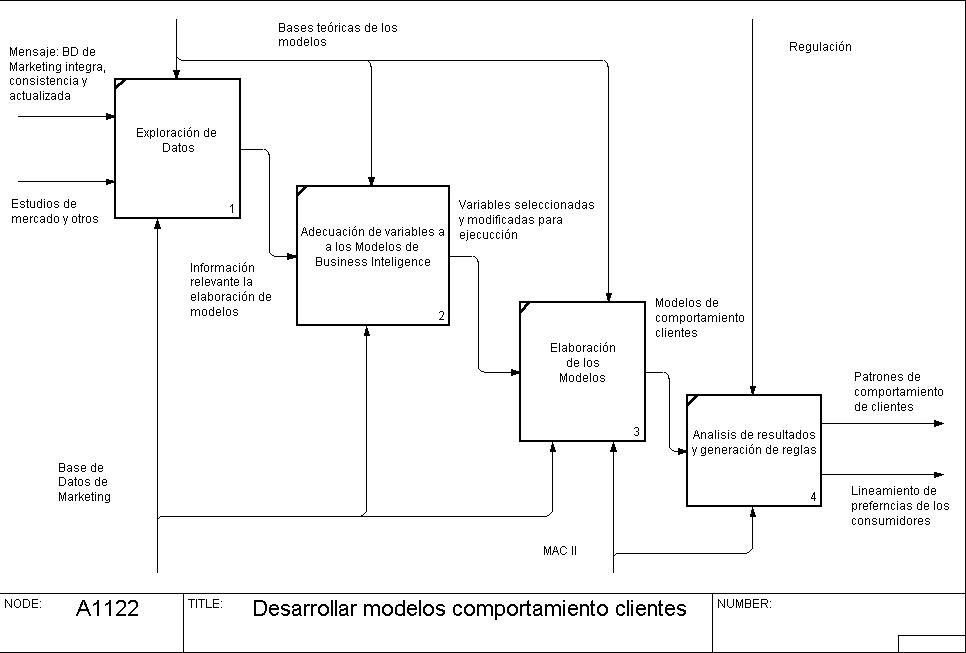 Bases teóricas de los
modelos
Regulación
Mensaje: BD de
Marketing integra,
consistencia y
actualizada
Exploración de
Datos
1
Estudios de
mercado y otros
Variables seleccionadas
y modificadas para
ejecucción
Adecuación de variables a
a los Modelos de
Business Inteligence
2
Información
relevante la
elaboración de
modelos
Modelos de
comportamiento
clientes
Elaboración
de los
Modelos
3
Patrones de
comportamiento
de clientes
Analisis de resultados
y generación de reglas
4
Base de
Datos de
Marketing
Lineamiento de
preferncias de los
consumidores
MAC II
NODE:
A1122
TITLE:
Desarrollar modelos comportamiento clientes
NUMBER: